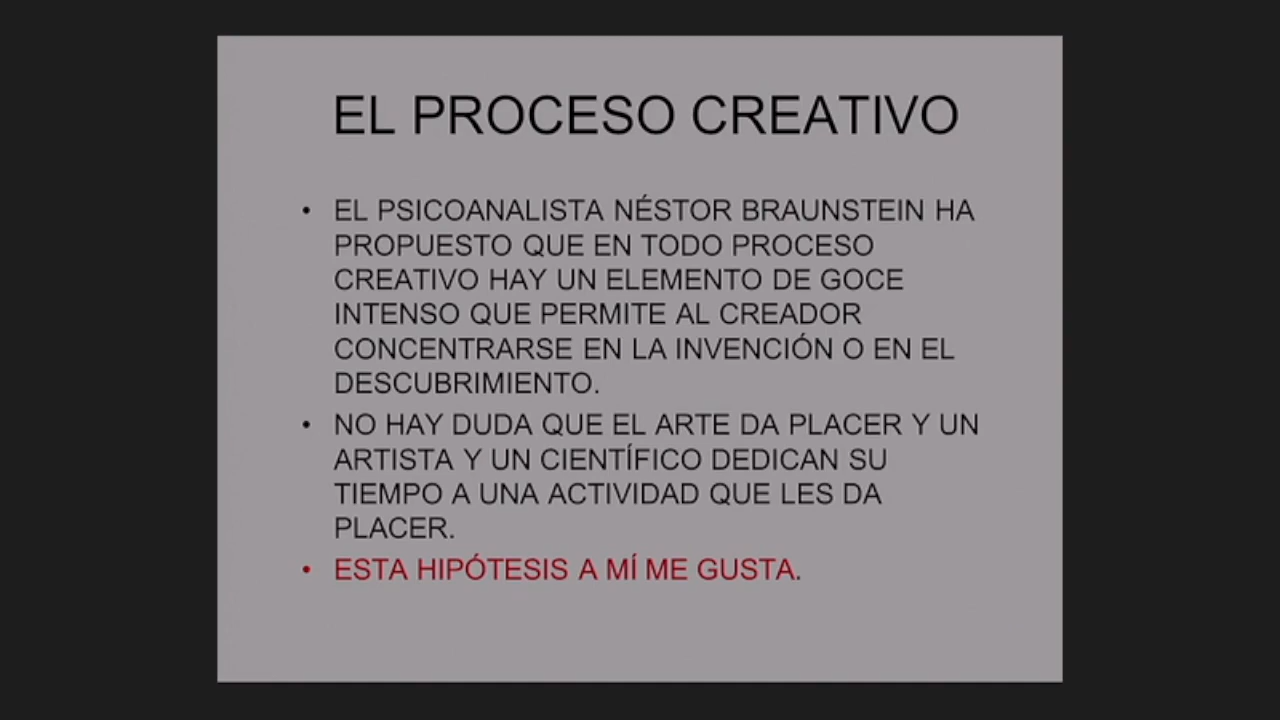 EL PROCESO CREATIVO
• EL PSICOANALISTA NÉSTOR BRAUNSTEIN HA
PROPUESTO QUE EN TODO PROCESO
CREATIVO HAY UN ELEMENTO DE GOCE
INTENSO QUE PERMITE AL CREADOR
CONCENTRARSE EN LA INVENCIÓN O EN EL
DESCUBRIMIENTO.
• NO HAY DUDA QUE EL ARTE DA PLACER Y UN
ARTISTA Y UN CIENTÍFICO DEDICAN SU
TIEMPO A UNA ACTIVIDAD QUE LES DA
PLACER.
• ESTA HIPÓTESIS A MÍ ME GUSTA.